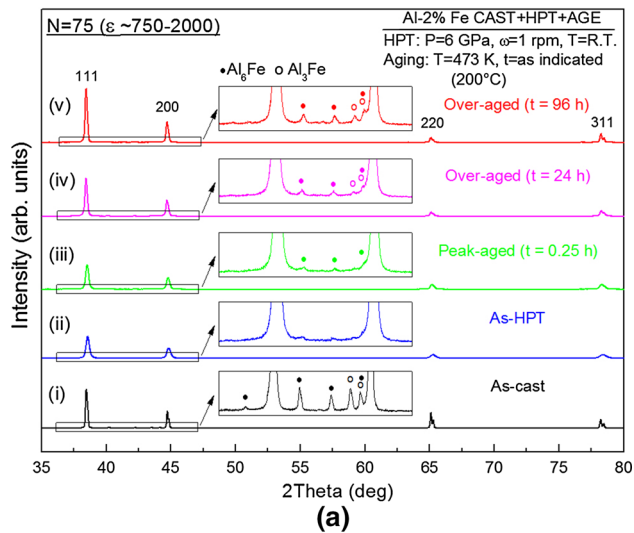 N=75 (ε ~750-2000)
Al-2% Fe CAST+HPT+AGE
HPT: P=6 GPa, ω=1 rpm, T=R.T.
Aging: T=473 K, t=as indicated
(200°C)
•Al6Fe ○ Al3Fe
111
200
220
311
(v)
Over-aged (t = 96 h)
(iv)
Over-aged (t = 24 h)
(iii)
Peak-aged (t = 0.25 h)
(ii)
As-HPT
(i)
As-cast
Intensity (arb. units)
35 40 45 50 55 60 65 70 75 80
2Theta (deg)
(a)